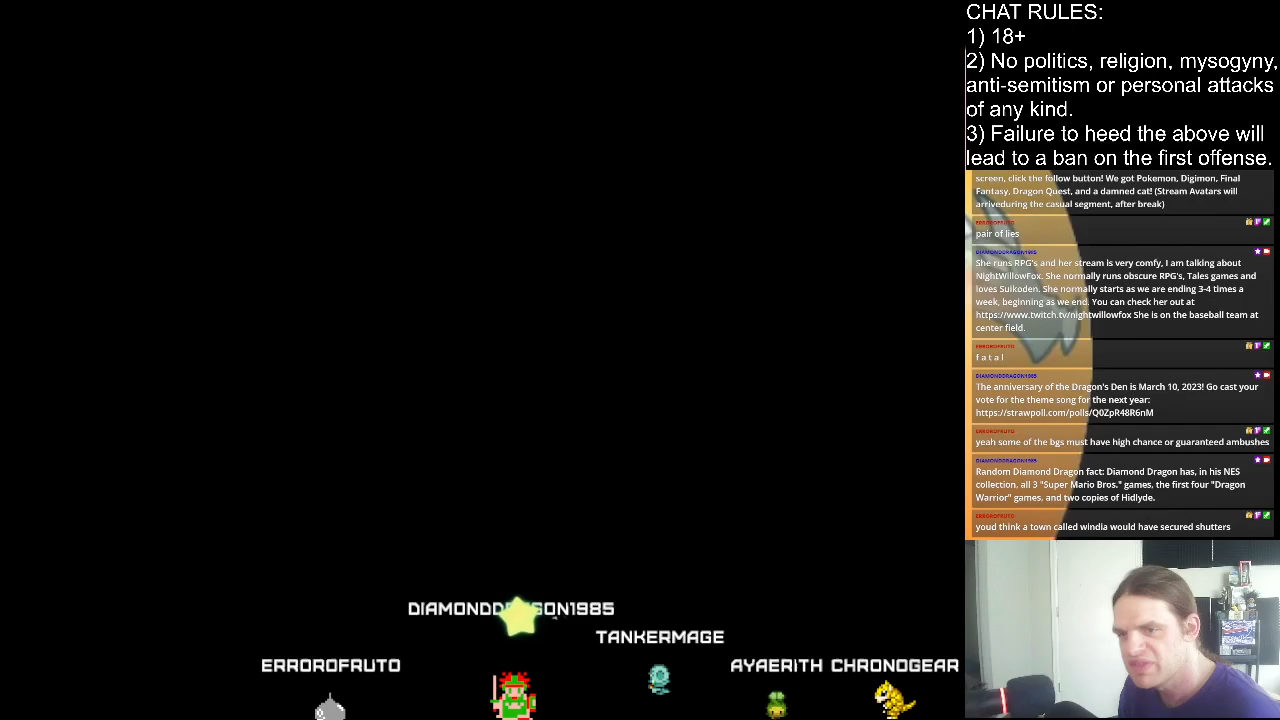 CHAT RULES:
1) 18+
2) No politics, religion, mysogyny,
anti-semitism or personal attacks
of any kind.
3) Failure to heed the above will
lead to a ban on the first offense.
screen, click the follow button! We got Pokemon, Digimon, Final
Fantasy, Dragon Quest, and a damned cat! (Stream Avatars will
arriveduring the casual segment, after break)
ERROROFRUTO
pair of lies
DIAMONDDRAGON1985
She runs RPG's and her stream is very comfy, I am talking about
NightWillowFox. She normally runs obscure RPG's, Tales games and
loves Suikoden. She normally starts as we are ending 3-4 times a
week, beginning as we end. You can check her out at
https://www.twitch.tv/nightwillowfox She is on the baseball team at
center field.
ERROROFRUTO
f a t a l
DIAMONDDRAGON1985
The anniversary of the Dragon's Den is March 10, 2023! Go cast your
vote for the theme song for the next year:
https://strawpoll.com/polls/Q0ZpR48R6nM
ERROROFRUTO
yeah some of the bgs must have high chance or guaranteed ambushes
DIAMONDDRAGON1985
Random Diamond Dragon fact: Diamond Dragon has, in his NES
collection, all 3 "Super Mario Bros." games, the first four "Dragon
Warrior" games, and two copies of Hidlyde.
ERROROFRUTO
youd think a town called windia would have secured shutters
DIAMONDDRAGON1985
TANKERMAGE
ERROROFRUTO
AYAERITH CHRONOGEAR